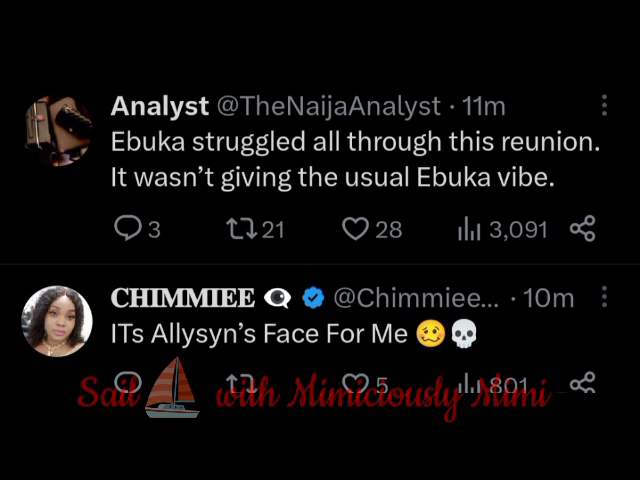 Analyst @TheNaijaAnalyst · 11m
Ebuka struggled all through this reunion.
It wasn’t giving the usual Ebuka vibe.
3 21 28 3,091
CHIMMIEE 👁️‍🗨️ @Chimmiee... · 10m
ITs Allysyn’s Face For Me 🥴💀
5 801
Sail with Mimiciously Mimi